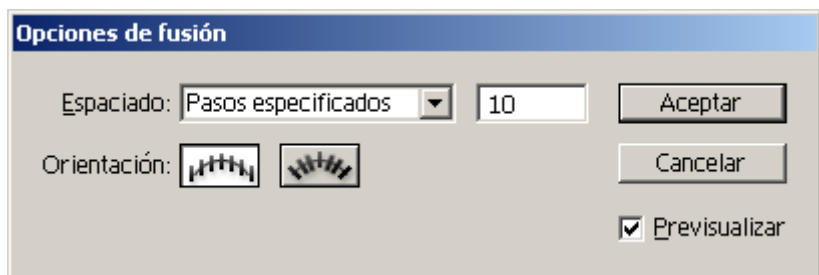 Opciones de fusión
Espaciado: Pasos especificados 10 Aceptar
Orientación: Cancelar
Previsualizar